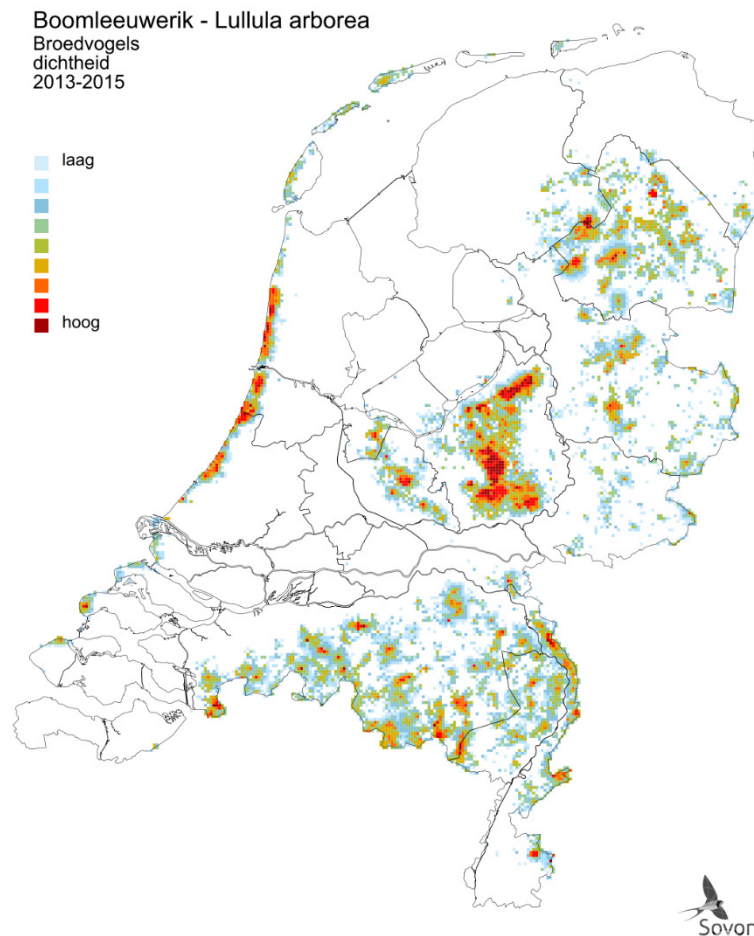 Boomleeuwerik - Lullula arborea
Broedvogels
dichtheid
2013-2015
laag
hoog
Sovon